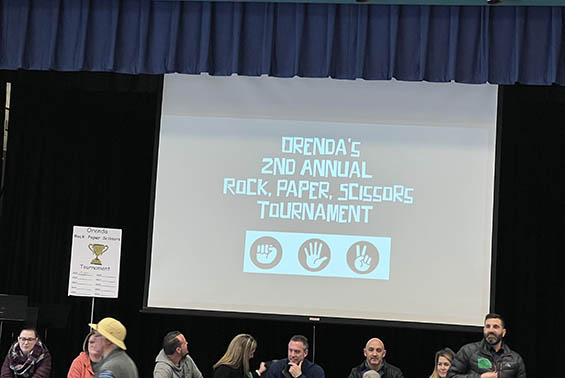 ORENDA'S
2ND ANNUAL
ROCK, PAPER, SCISSORS
TOURNAMENT
Orenda
Rock Paper Scissors
Tournament